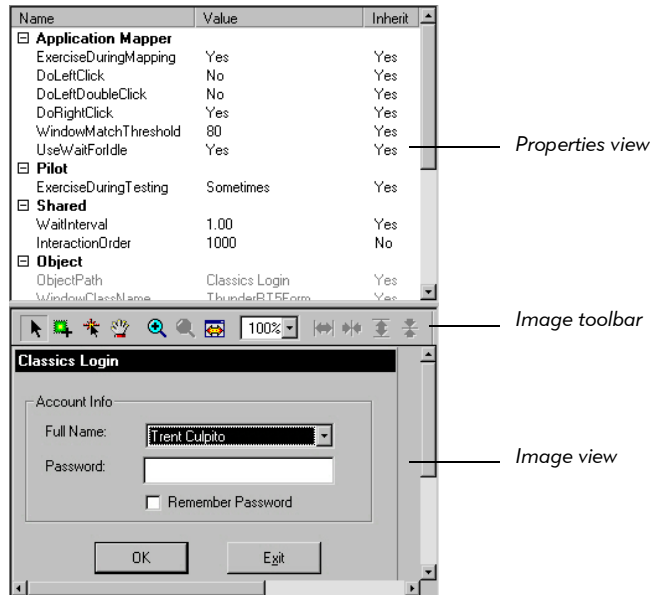 Name Value Inherit
Application Mapper
ExerciseDuringMapping Yes Yes
DoLeftClick No Yes
DoLeftDoubleClick No Yes
DoRightClick Yes Yes
WindowMatchThreshold 80 Yes
UseWaitForIdle Yes Yes
Properties view
Pilot
ExerciseDuringTesting Sometimes Yes
Shared
WaitInterval 1.00 Yes
InteractionOrder 1000 No
Object
ObjectPath Classics Login Yes
WindowClassName ThunderRT5Form Yes
Image toolbar
100%
Classics Login
Account Info
Full Name: Trent Culpito
Password:
Image view
Remember Password
OK Exit